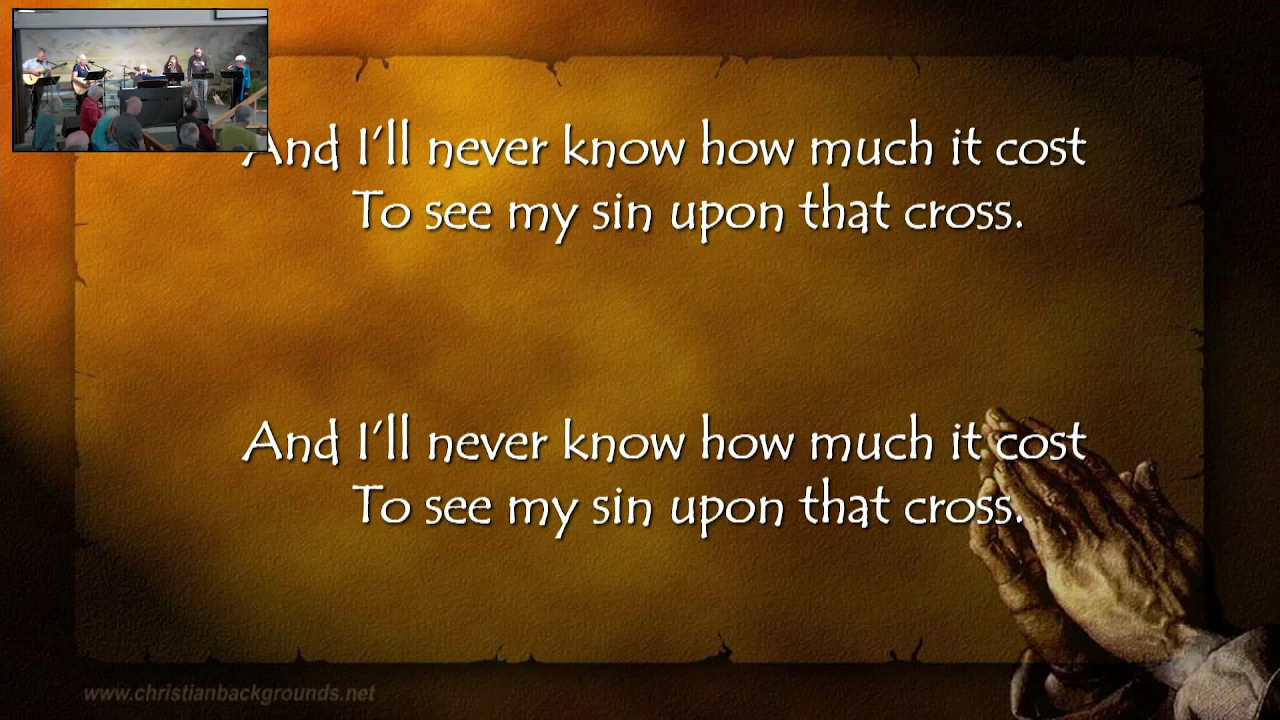 And I'll never know how much it cost
To see my sin upon that cross.
And I'll never know how much it cost
To see my sin upon that cross.
www.christianbackgrounds.net